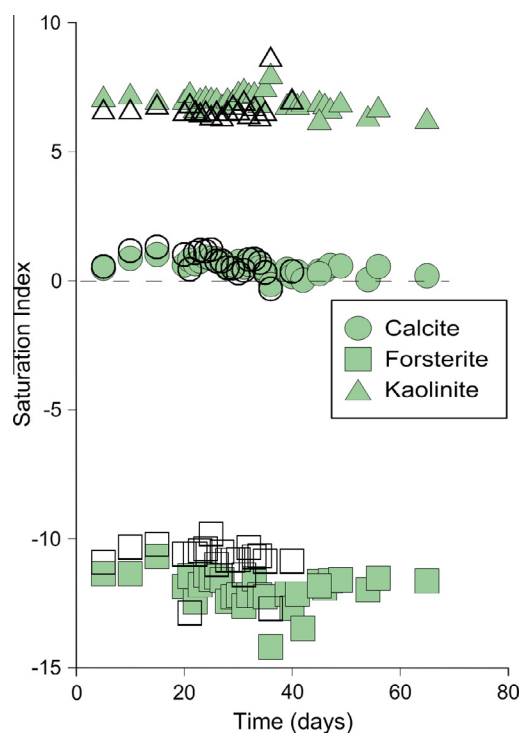 10
5
0
-5
-10
-15
Saturation Index
Calcite
Forsterite
Kaolinite
0
20
40
60
80
Time (days)